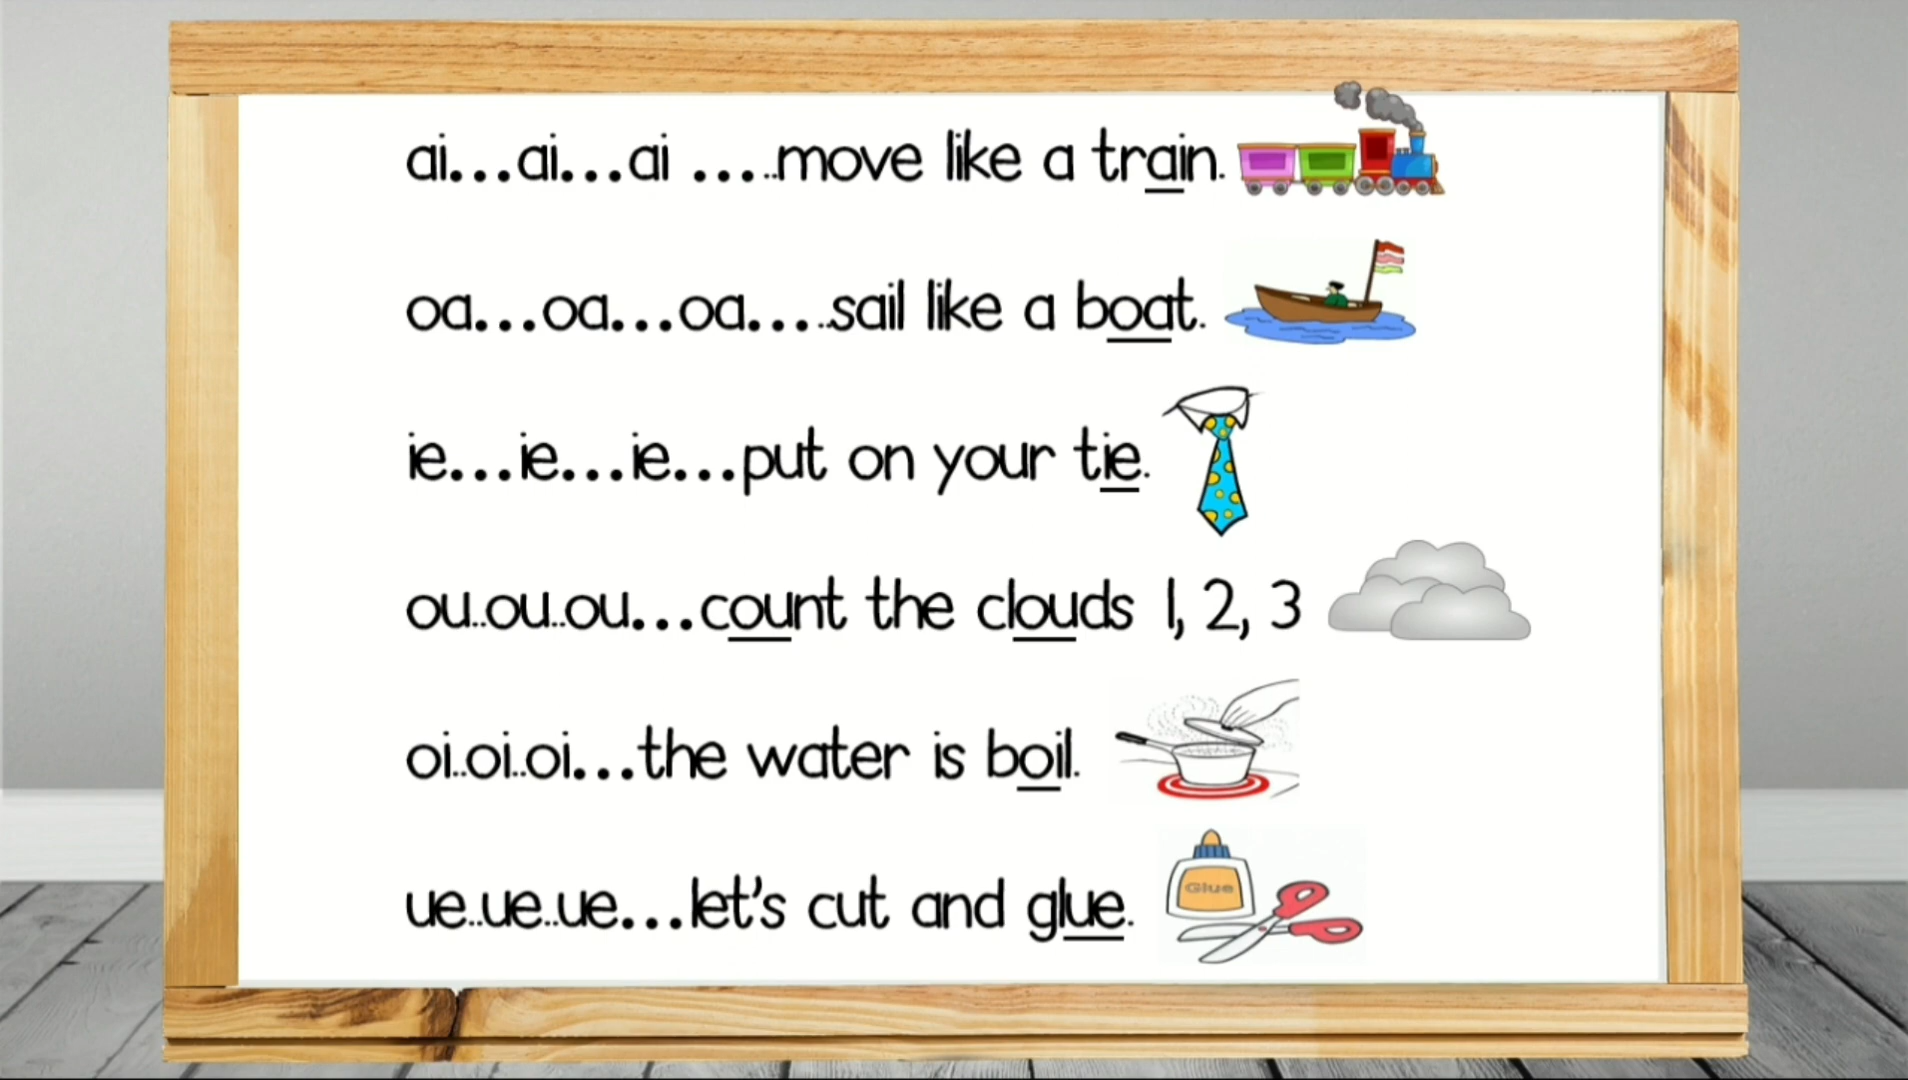 ai...ai...ai ......move like a train.
oa...oa...oa......sail like a boat.
ie...ie...ie...put on your tie.
ou..ou..ou...count the clouds 1, 2, 3
oi..oi..oi...the water is boil.
ue..ue..ue...let's cut and glue.
Glue